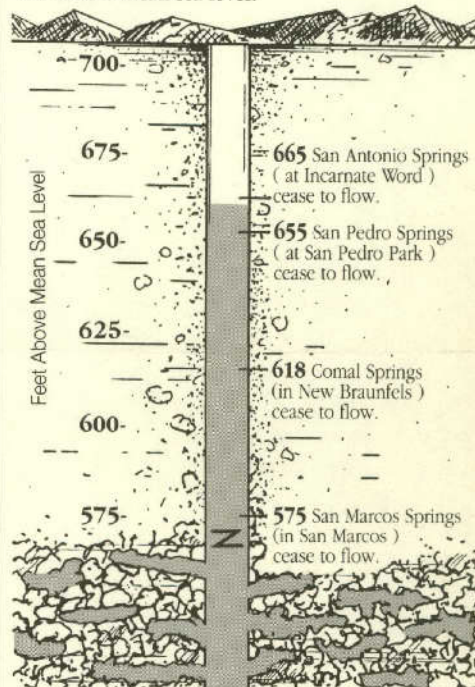 700-
675-
650-
625-
600-
575-
Feet Above Mean Sea Level
665 San Antonio Springs
( at Incarnate Word )
cease to flow.
655 San Pedro Springs
( at San Pedro Park )
cease to flow.
618 Comal Springs
(in New Braunfels )
cease to flow.
575 San Marcos Springs
(in San Marcos )
cease to flow.